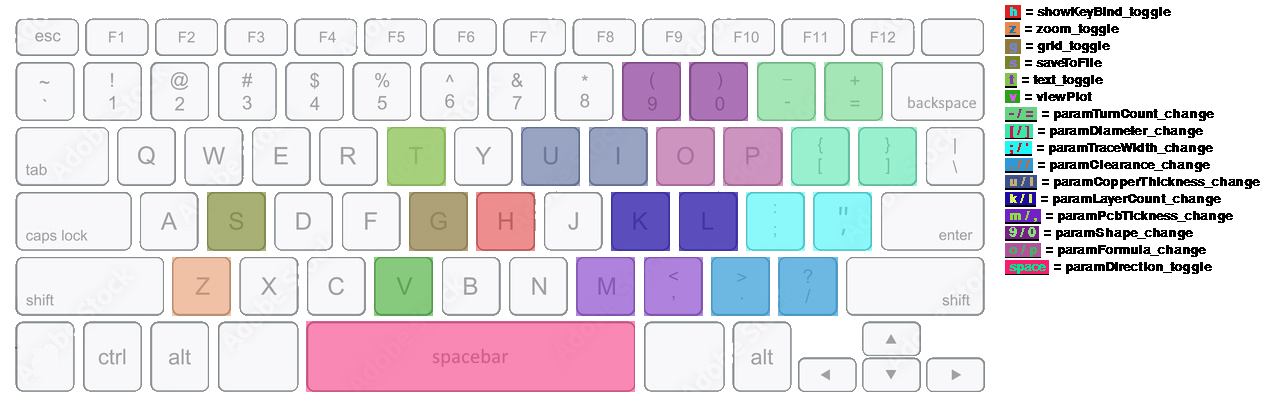 esc F1 F2 F3 F4 F5 F6 F7 F8 F9 F10 F11 F12
~ ! @ # $ % ^ & * ( ) _ +
` 1 2 3 4 5 6 7 8 9 0 - = backspace
tab Q W E R T Y U I O P { [ } ] | \
caps lock A S D F G H J K L : ; " , enter
shift Z X C V B N M < , > . ? / shift
ctrl alt spacebar alt ▲ ◄ ▼ ►
h = showKeyBind_toggle
z = zoom_toggle
g = grid_toggle
s = saveToFile
t = text_toggle
v = viewPlot
- / = = paramTurnCount_change
[ / ] = paramDiameter_change
; / ' = paramTraceWidth_change
. / / = paramClearance_change
u / i = paramCopperThickness_change
k / l = paramLayerCount_change
m / , = paramPcbTickness_change
9 / 0 = paramShape_change
o / p = paramFormula_change
space = paramDirection_toggle